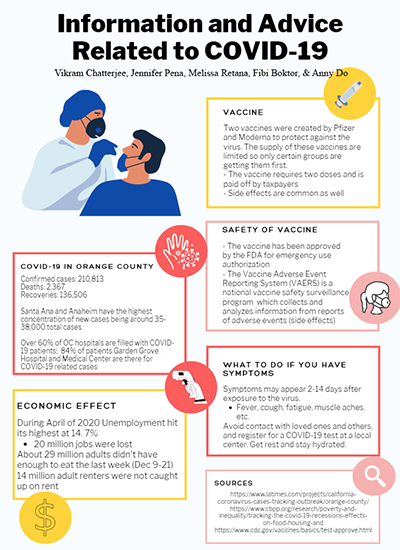 Information and Advice
Related to COVID-19
Vikram Chatterjee, Jennifer Pena, Melissa Retana, Fibi Boktor, & Anny Do
VACCINE
Two vaccines were created by Pfizer
and Moderna to protect against the
virus. The supply of these vaccines are
limited so only certain groups are
getting them first.
- The vaccine requires two doses and is
paid off by taxpayers
- Side effects are common as well
SAFETY OF VACCINE
- The vaccine has been approved
by the FDA for emergency use
authorization
- The Vaccine Adverse Event
Reporting System (VAERS) is a
national vaccine safety surveillance
program which collects and
analyzes information from reports
of adverse events (side effects)
COVID-19 IN ORANGE COUNTY
Confirmed cases: 210,813
Deaths: 2,367
Recoveries: 136,506
Santa Ana and Anaheim have the highest
concentration of new cases being around 35-
38,000 total cases
Over 60% of OC hospitals are filled with COVID-
19 patients; 84% of patients Garden Grove
Hospital and Medical Center are there for
COVID-19 related cases
WHAT TO DO IF YOU HAVE
SYMPTOMS
Symptoms may appear 2-14 days after
exposure to the virus.
• Fever, cough, fatigue, muscle aches,
etc.
Avoid contact with loved ones and others,
and register for a COVID-19 test at a local
center. Get rest and stay hydrated.
ECONOMIC EFFECT
During April of 2020 Unemployment hit
its highest at 14.7%
• 20 million jobs were lost
About 29 million adults didn't have
enough to eat the last week (Dec 9-21)
14 million adult renters were not caught
up on rent
SOURCES
https://www.latimes.com/projects/california-
coronavirus-cases-tracking-outbreak/orange-county/
https://www.cbpp.org/research/poverty-and-
inequality/tracking-the-covid-19-recessions-effects-
on-food-housing-and
https://www.cdc.gov/vaccines/basics/test-approve.html